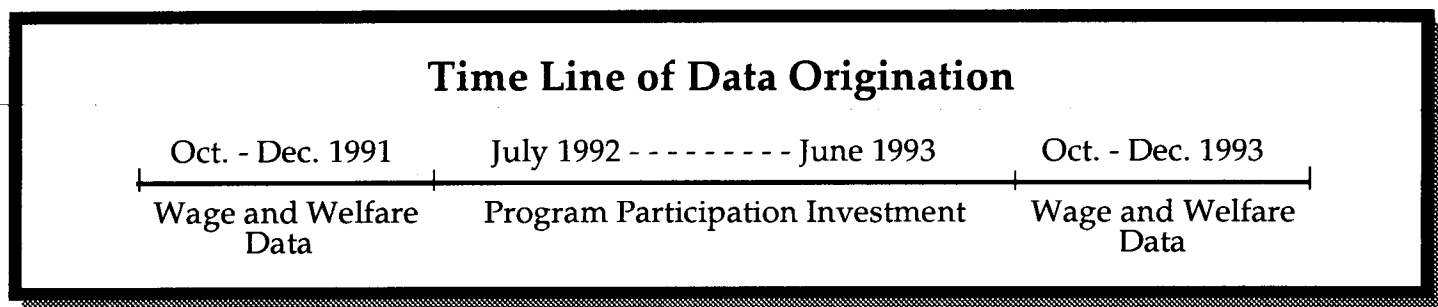 Time Line of Data Origination
Oct. - Dec. 1991 July 1992 - - - - - - - - - June 1993 Oct. - Dec. 1993
Wage and Welfare Program Participation Investment Wage and Welfare
Data Data